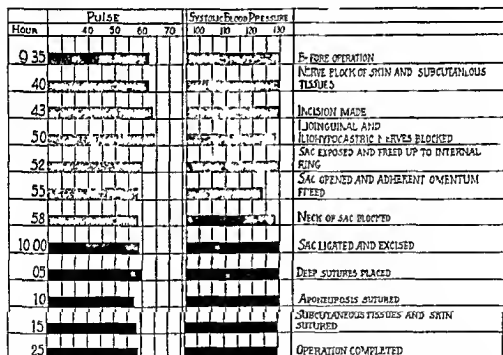 PULSE SYSTOLIC BLOOD PRESSURE
HOUR 40 50 60 70 100 110 120 130
9 35 BEFORE OPERATION
40 NERVE BLOCK OF SKIN AND SUBCUTANEOUS
TISSUES
43 INCISION MADE
ILIOINGUINAL AND
50 ILIOHYPOGASTRIC NERVES BLOCKED
SAC EXPOSED AND FREED UP TO INTERNAL
52 RING
SAC OPENED AND ADHERENT OMENTUM
55 FREED
58 NECK OF SAC BLOCKED
10 00 SAC LIGATED AND EXCISED
05 DEEP SUTURES PLACED
10 APONEUROSIS SUTURED
SUBCUTANEOUS TISSUES AND SKIN
15 SUTURED
25 OPERATION COMPLETED